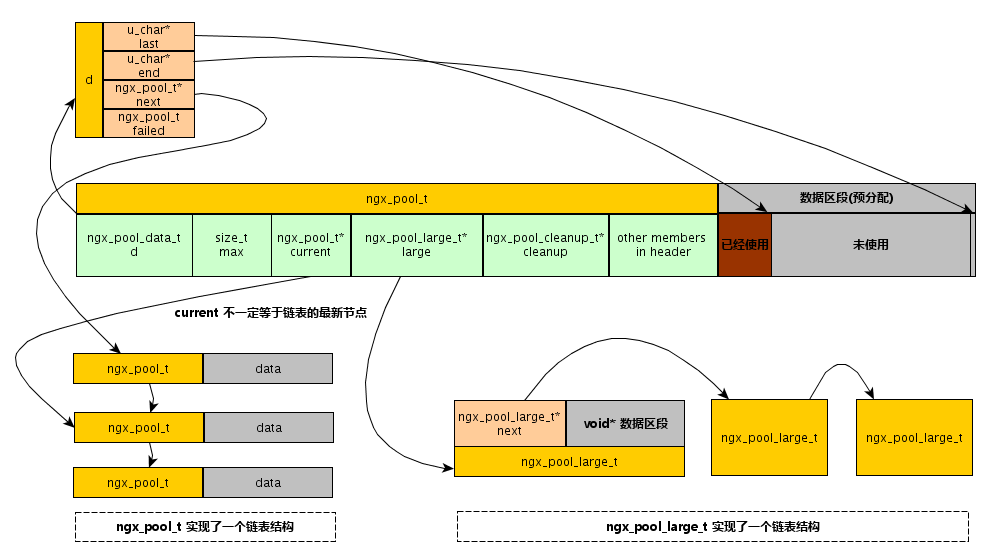 u_char*
last
u_char*
end
d
ngx_pool_t*
next
ngx_pool_t
failed
ngx_pool_t
数据区段(预分配)
ngx_pool_data_t
d
size_t
max
ngx_pool_t*
current
ngx_pool_large_t*
large
ngx_pool_cleanup_t*
cleanup
other members
in header
已经使用
未使用
current 不一定等于链表的最新节点
ngx_pool_t
data
ngx_pool_t
data
ngx_pool_t
data
ngx_pool_large_t*
next
void* 数据区段
ngx_pool_large_t
ngx_pool_large_t
ngx_pool_large_t
ngx_pool_t 实现了一个链表结构
ngx_pool_large_t 实现了一个链表结构